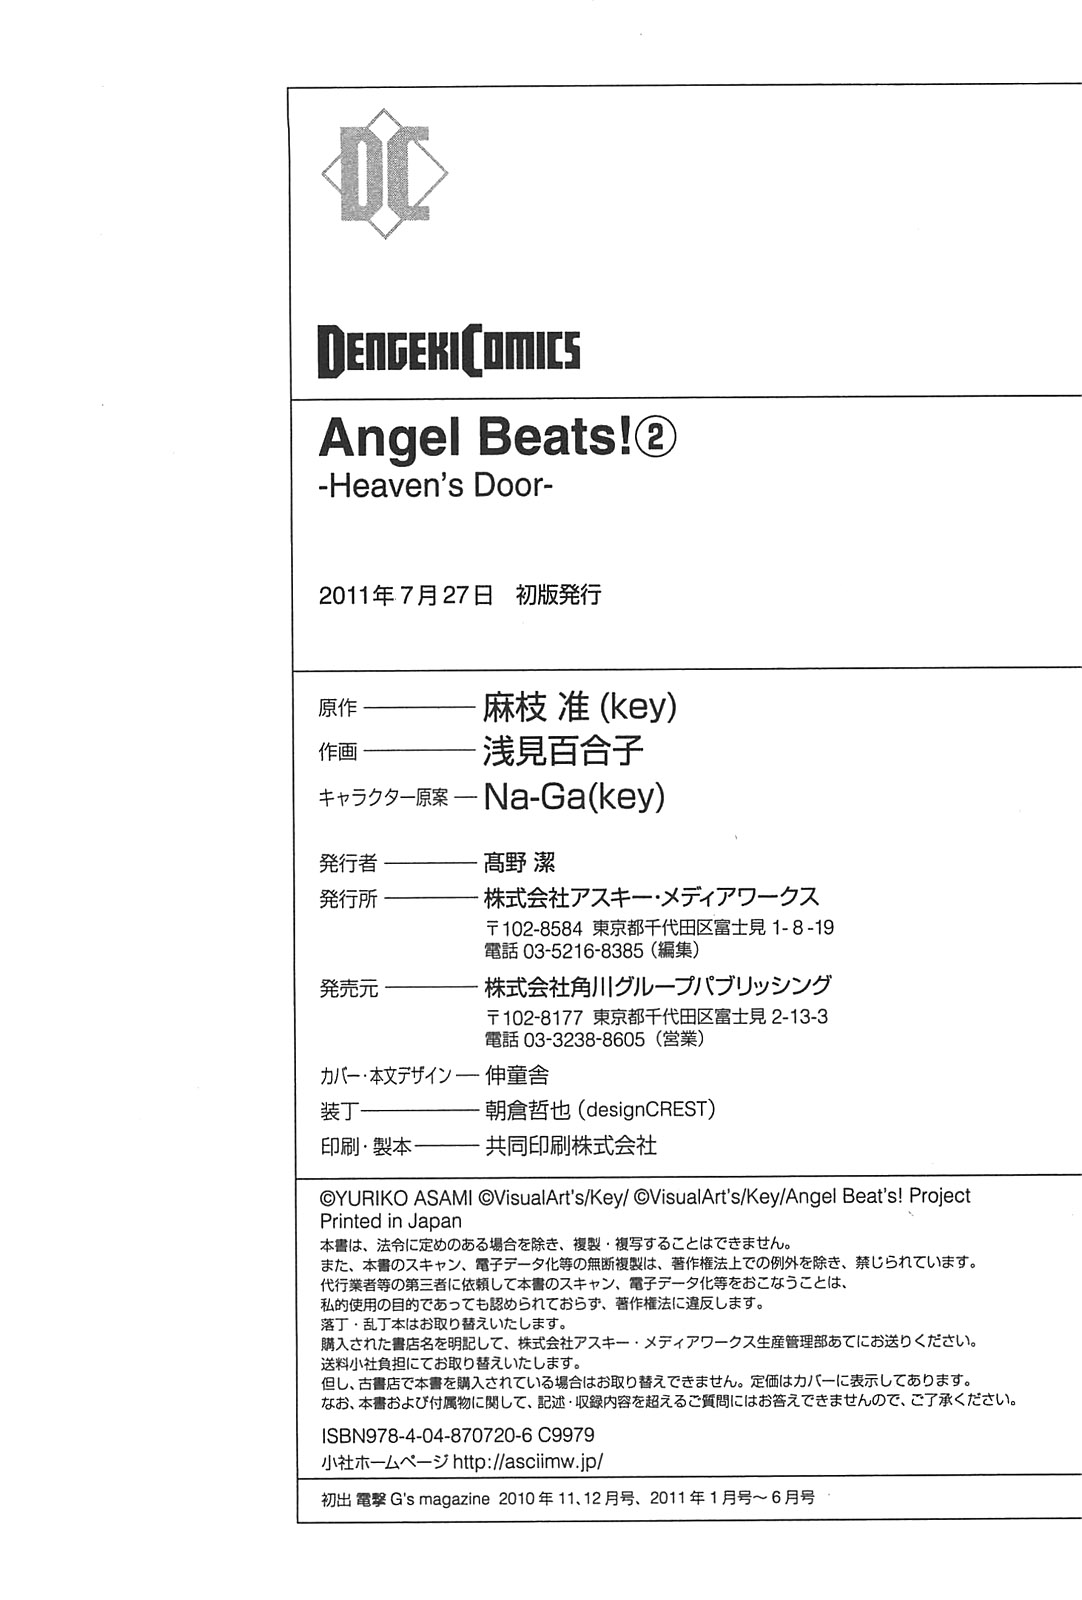 DC
DENGEKI COMICS
Angel Beats!②
-Heaven's Door-
2011年7月27日 初版発行
原作 麻枝 准(key)
作画 浅見百合子
キャラクター原案 Na-Ga(key)
発行者 髙野 潔
発行所 株式会社アスキー・メディアワークス
〒102-8584 東京都千代田区富士見 1-8-19
電話 03-5216-8385（編集）
発売元 株式会社角川グループパブリッシング
〒102-8177 東京都千代田区富士見 2-13-3
電話 03-3238-8605（営業）
カバー・本文デザイン 伸童舎
装丁 朝倉哲也（designCREST）
印刷・製本 共同印刷株式会社
©YURIKO ASAMI ©VisualArt's/Key/ ©VisualArt's/Key/Angel Beat's! Project
Printed in Japan
本書は、法令に定めのある場合を除き、複製・複写することはできません。
また、本書のスキャン、電子データ化等の無断複製は、著作権法上での例外を除き、禁じられています。
代行業者等の第三者に依頼して本書のスキャン、電子データ化等をおこなうことは、
私的使用の目的であっても認められておらず、著作権法に違反します。
落丁・乱丁本はお取り替えいたします。
購入された書店名を明記して、株式会社アスキー・メディアワークス生産管理部あてにお送りください。
送料小社負担にてお取り替えいたします。
但し、古書店で本書を購入されている場合はお取り替えできません。定価はカバーに表示してあります。
なお、本書および付属物に関して、記述・収録内容を超えるご質問にはお答えできませんので、ご了承ください。
ISBN978-4-04-870720-6 C9979
小社ホームページ http://asciimw.jp/
初出 電撃G's magazine 2010年11、12月号、2011年1月号～6月号